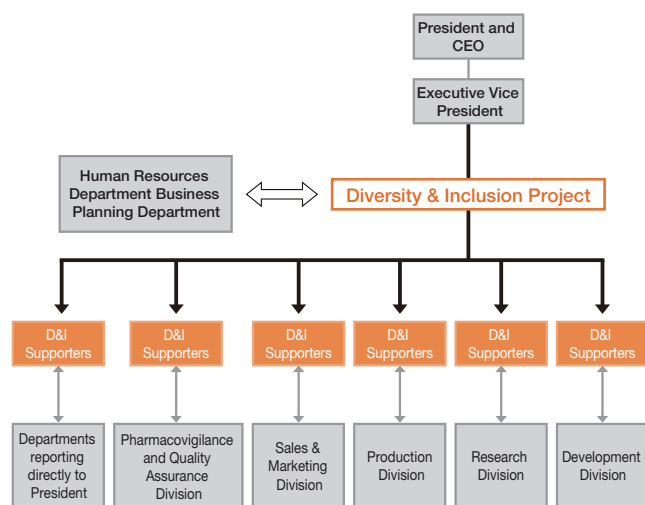 President and
CEO
Executive Vice
President
Human Resources
Department Business
Planning Department
Diversity & Inclusion Project
D&I
Supporters
D&I
Supporters
D&I
Supporters
D&I
Supporters
D&I
Supporters
D&I
Supporters
Departments
reporting
directly to
President
Pharmacovigilance
and Quality
Assurance
Division
Sales &
Marketing
Division
Production
Division
Research
Division
Development
Division